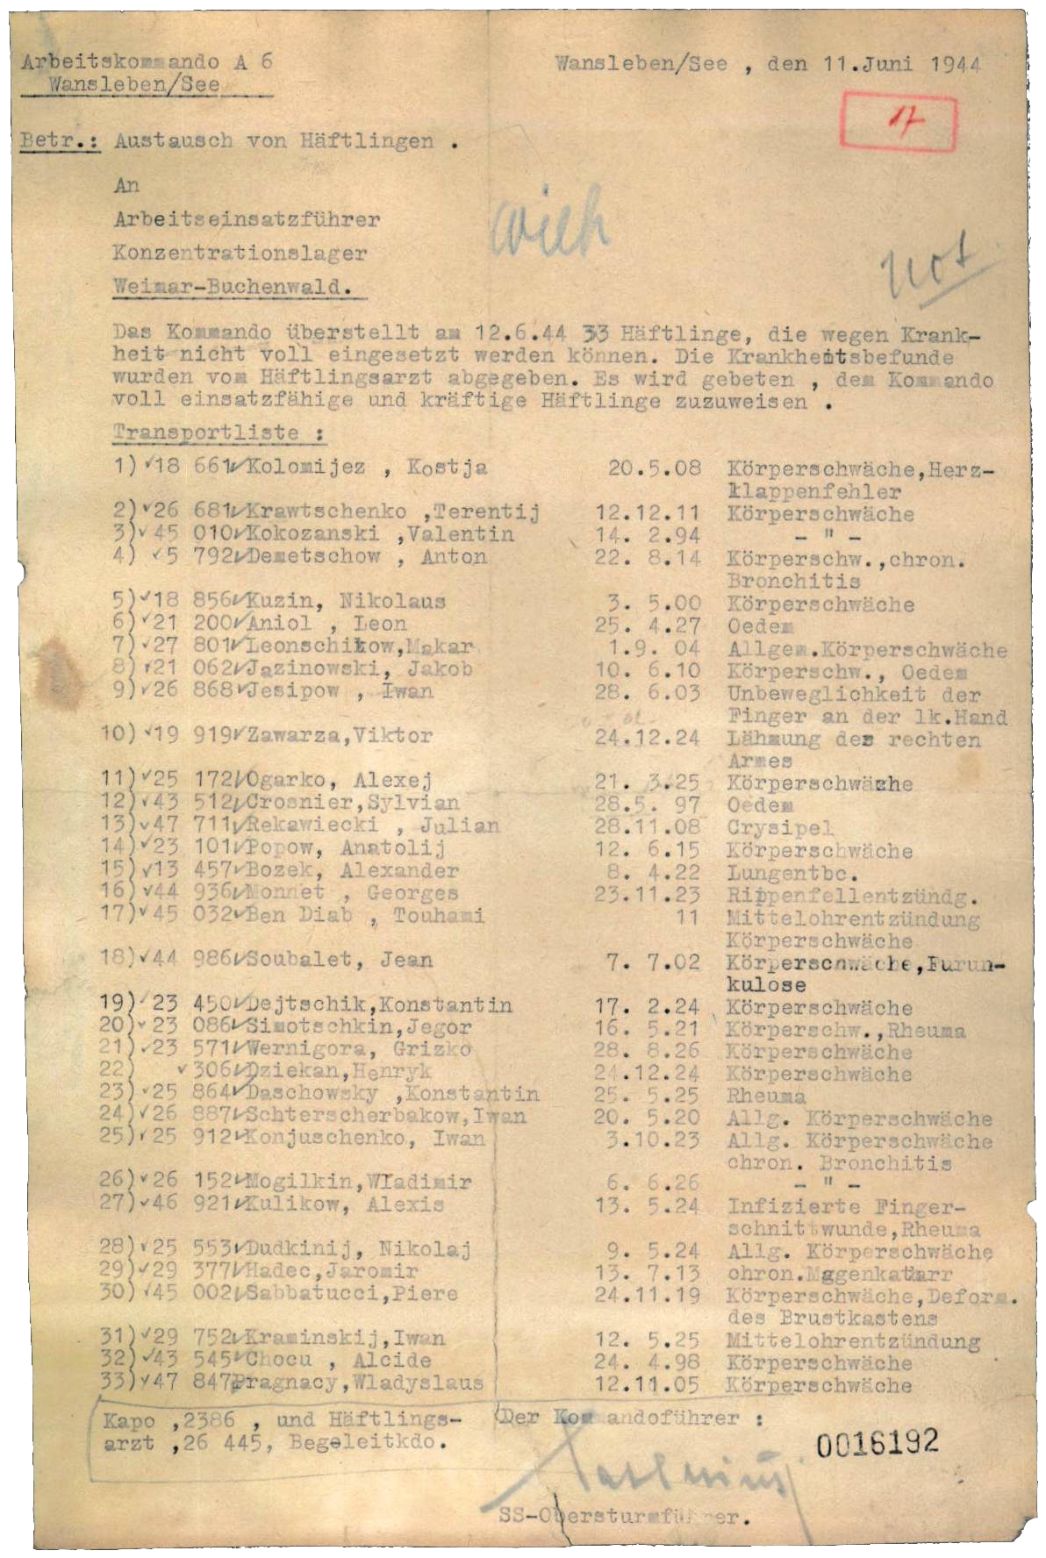 Arbeitskommando A 6 Wansleben/See , den 11.Juni 1944
Wansleben/See
17
Betr.: Austausch von Häftlingen .
An
Arbeitseinsatzführer
Konzentrationslager
Weimar-Buchenwald.
Das Kommando überstellt am 12.6.44 33 Häftlinge, die wegen Krank-
heit nicht voll eingesetzt werden können. Die Krankheitsbefunde
wurden vom Häftlingsarzt abgegeben. Es wird gebeten , dem Kommando
voll einsatzfähige und kräftige Häftlinge zuzuweisen .
Transportliste :
1) 18 661 Kolomijez , Kostja 20.5.08 Körperschwäche,Herz-
klappenfehler
2) 26 681 Krawtschenko ,Terentij 12.12.11 Körperschwäche
3) 45 010 Kokozanski ,Valentin 14. 2.94 - " -
4) 5 792 Demetschow , Anton 22. 8.14 Körperschw.,chron.
Bronchitis
5) 18 856 Kuzin, Nikolaus 3. 5.00 Körperschwäche
6) 21 200 Aniol , Leon 25. 4.27 Oedem
7) 27 801 Leonschikow,Makar 1.9. 04 Allgem.Körperschwäche
8) 21 062 Jazinowski, Jakob 10. 6.10 Körperschw., Oedem
9) 26 868 Jesipow , Iwan 28. 6.03 Unbeweglichkeit der
Finger an der lk.Hand
10) 19 919 Zawarza,Viktor 24.12.24 Lähmung des rechten
Armes
11) 25 172 Ogarko, Alexej 21. 3.25 Körperschwäche
12) 43 512 Crosnier,Sylvian 28.5. 97 Oedem
13) 47 711 Rekawiecki , Julian 28.11.08 Crysipel
14) 23 101 Popow, Anatolij 12. 6.15 Körperschwäche
15) 13 457 Bozek, Alexander 8. 4.22 Lungentbc.
16) 44 936 Monnet , Georges 23.11.23 Rippenfellentzündg.
17) 45 032 Ben Diab , Touhami 11 Mittelohrentzündung
Körperschwäche
18) 44 986 Soubalet, Jean 7. 7.02 Körperschwäche,Furun-
kulose
19) 23 450 Dejtschik,Konstantin 17. 2.24 Körperschwäche
20) 23 086 Simotschkin,Jegor 16. 5.21 Körperschw.,Rheuma
21) 23 571 Wernigora, Grizko 28. 8.26 Körperschwäche
22) 306 Dziekan,Henryk 24.12.24 Körperschwäche
23) 25 864 Daschowsky ,Konstantin 25. 5.25 Rheuma
24) 26 887 Schterscherbakow,Iwan 20. 5.20 Allg. Körperschwäche
25) 25 912 Konjuschenko, Iwan 3.10.23 Allg. Körperschwäche
chron. Bronchitis
26) 26 152 Mogilkin,Wladimir 6. 6.26 - " -
27) 46 921 Kulikow, Alexis 13. 5.24 Infizierte Finger-
schnittwunde,Rheuma
28) 25 553 Dudkinij, Nikolaj 9. 5.24 Allg. Körperschwäche
29) 29 377 Hadec,Jaromir 13. 7.13 chron.Magenkatarr
30) 45 002 Sabbatucci,Piere 24.11.19 Körperschwäche,Deform.
des Brustkastens
31) 29 752 Kraminskij,Iwan 12. 5.25 Mittelohrentzündung
32) 43 545 Chocu , Alcide 24. 4.98 Körperschwäche
33) 47 847 Pragnacy,Wladyslaus 12.11.05 Körperschwäche
Kapo ,2386 , und Häftlings- Der Kommandoführer :
arzt ,26 445, Begeleitkdo.
0016192
SS-Obersturmführer.